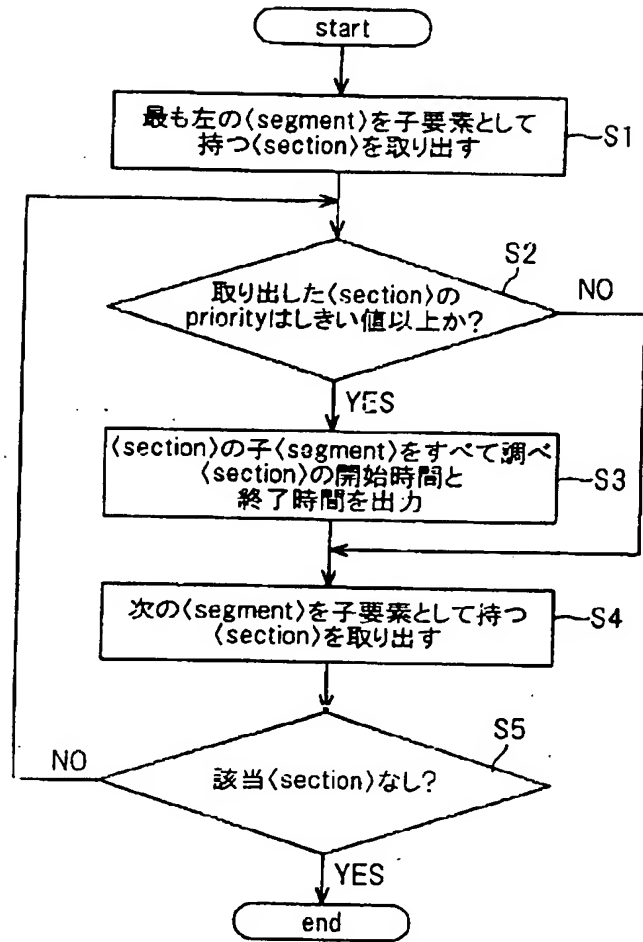 start
最も左の〈segment〉を子要素として
持つ〈section〉を取り出す
S1
S2
取り出した〈section〉の
priorityはしきい値以上か?
NO
YES
〈section〉の子〈segment〉をすべて調べ
〈section〉の開始時間と
終了時間を出力
S3
次の〈segment〉を子要素として持つ
〈section〉を取り出す
S4
S5
NO
該当〈section〉なし?
YES
end